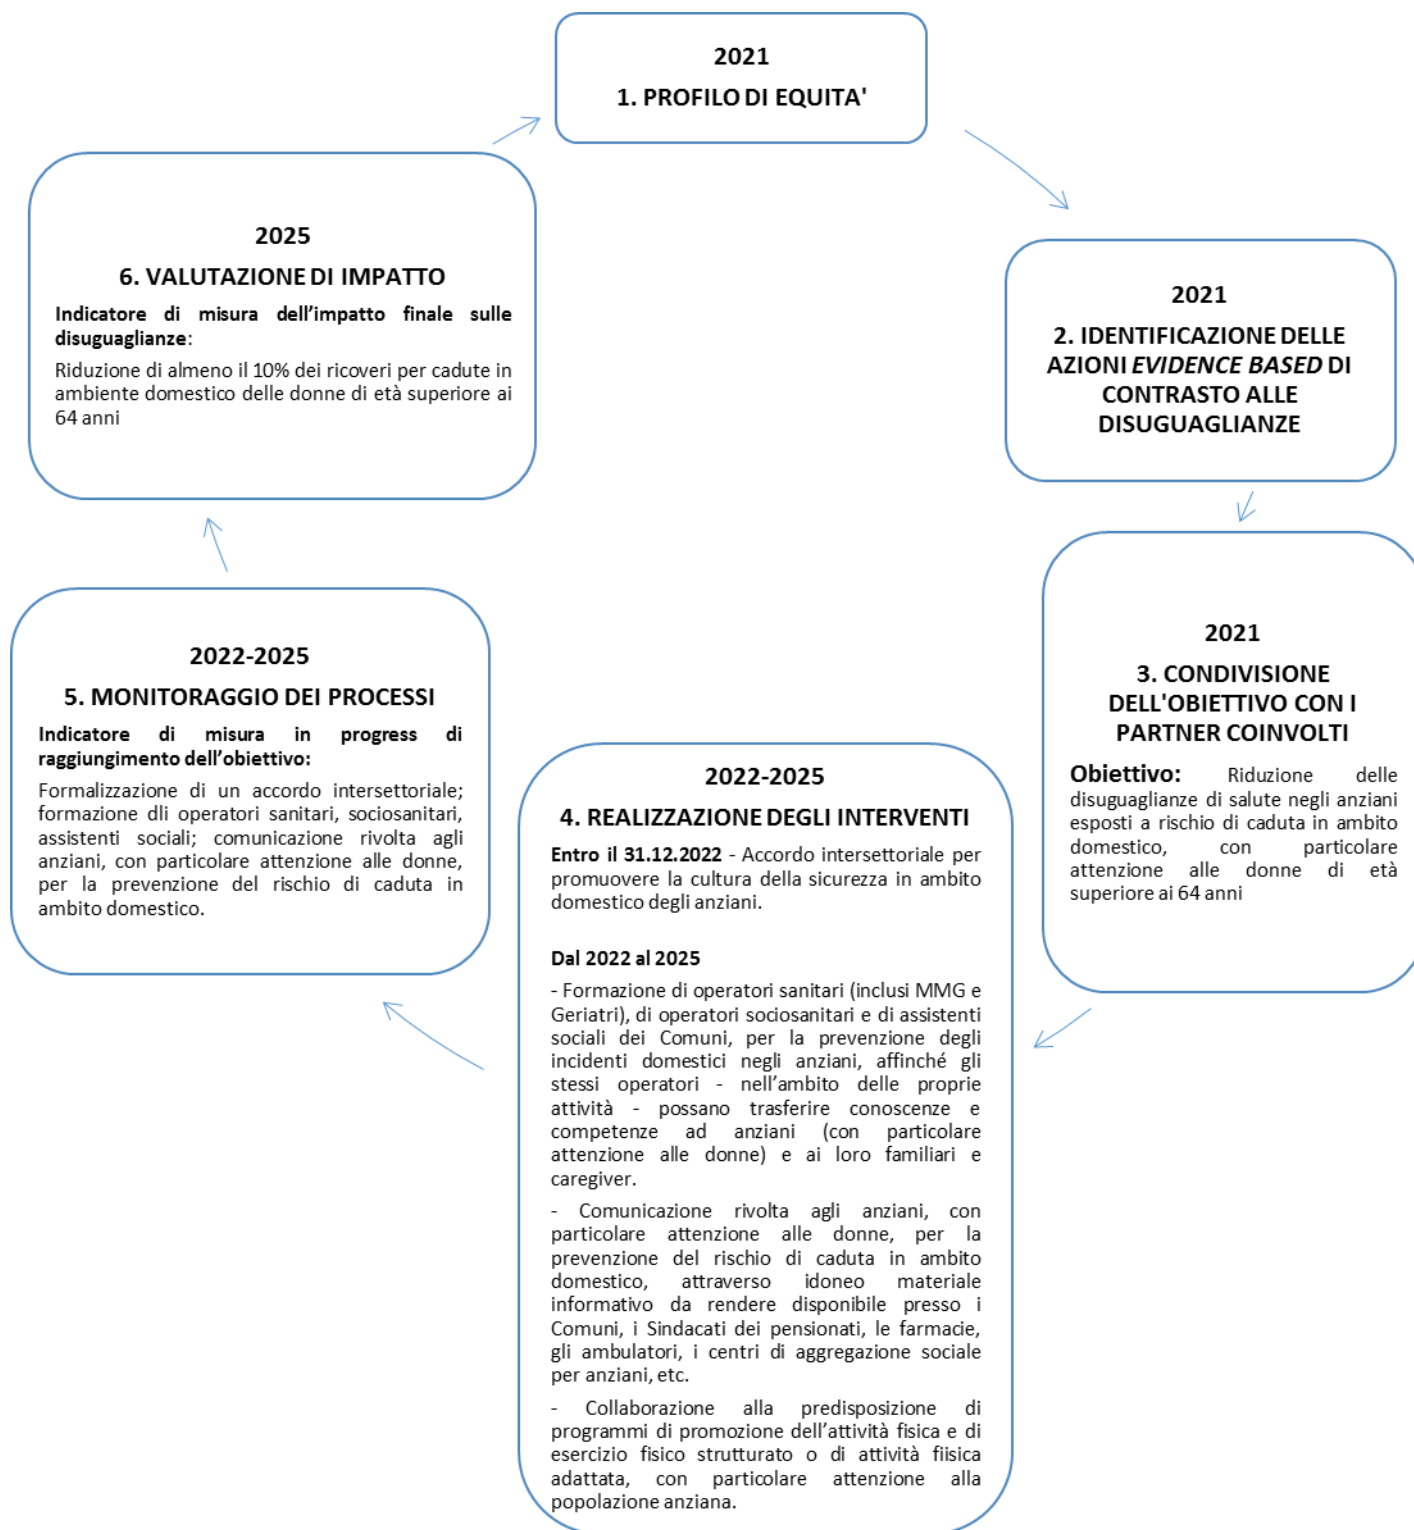 2021
1. PROFILO DI EQUITA'
2021
2. IDENTIFICAZIONE DELLE
AZIONI EVIDENCE BASED DI
CONTRASTO ALLE
DISUGUAGLIANZE
2021
3. CONDIVISIONE
DELL'OBIETTIVO CON I
PARTNER COINVOLTI
Obiettivo: Riduzione delle
disuguaglianze di salute negli anziani
esposti a rischio di caduta in ambito
domestico, con particolare
attenzione alle donne di età
superiore ai 64 anni
2022-2025
4. REALIZZAZIONE DEGLI INTERVENTI
Entro il 31.12.2022 - Accordo intersettoriale per
promuovere la cultura della sicurezza in ambito
domestico degli anziani.
Dal 2022 al 2025
- Formazione di operatori sanitari (inclusi MMG e
Geriatri), di operatori sociosanitari e di assistenti
sociali dei Comuni, per la prevenzione degli
incidenti domestici negli anziani, affinché gli
stessi operatori - nell'ambito delle proprie
attività - possano trasferire conoscenze e
competenze ad anziani (con particolare
attenzione alle donne) e ai loro familiari e
caregiver.
- Comunicazione rivolta agli anziani, con
particolare attenzione alle donne, per la
prevenzione del rischio di caduta in ambito
domestico, attraverso idoneo materiale
informativo da rendere disponibile presso i
Comuni, i Sindacati dei pensionati, le farmacie,
gli ambulatori, i centri di aggregazione sociale
per anziani, etc.
- Collaborazione alla predisposizione di
programmi di promozione dell'attività fisica e di
esercizio fisico strutturato o di attività fiisica
adattata, con particolare attenzione alla
popolazione anziana.
2022-2025
5. MONITORAGGIO DEI PROCESSI
Indicatore di misura in progress di
raggiungimento dell'obiettivo:
Formalizzazione di un accordo intersettoriale;
formazione dli operatori sanitari, sociosanitari,
assistenti sociali; comunicazione rivolta agli
anziani, con particolare attenzione alle donne,
per la prevenzione del rischio di caduta in
ambito domestico.
2025
6. VALUTAZIONE DI IMPATTO
Indicatore di misura dell'impatto finale sulle
disuguaglianze:
Riduzione di almeno il 10% dei ricoveri per cadute in
ambiente domestico delle donne di età superiore ai
64 anni